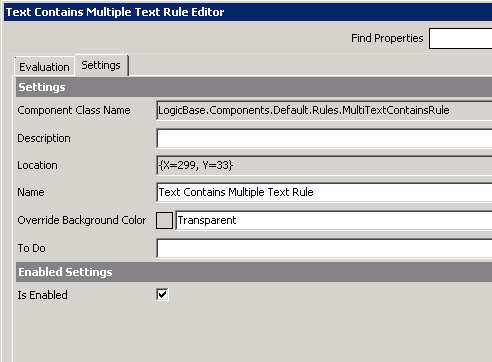 Text Contains Multiple Text Rule Editor
Find Properties
Evaluation Settings
Settings
Component Class Name LogicBase.Components.Default.Rules.MultiTextContainsRule
Description
Location {X=299, Y=33}
Name Text Contains Multiple Text Rule
Override Background Color Transparent
To Do
Enabled Settings
Is Enabled